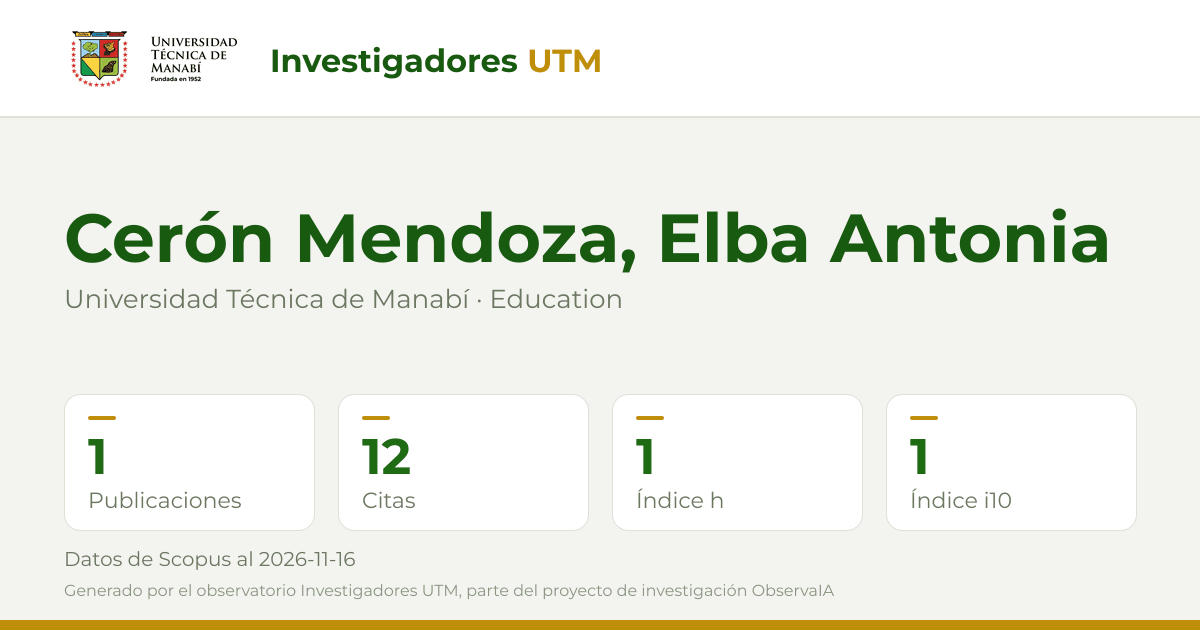 UNIVERSIDAD
TÉCNICA DE
MANABÍ
Fundada en 1952
Investigadores UTM
Cerón Mendoza, Elba Antonia
Universidad Técnica de Manabí · Education
1
Publicaciones
12
Citas
1
Índice h
1
Índice i10
Datos de Scopus al 2026-11-16
Generado por el observatorio Investigadores UTM, parte del proyecto de investigación ObservaIA